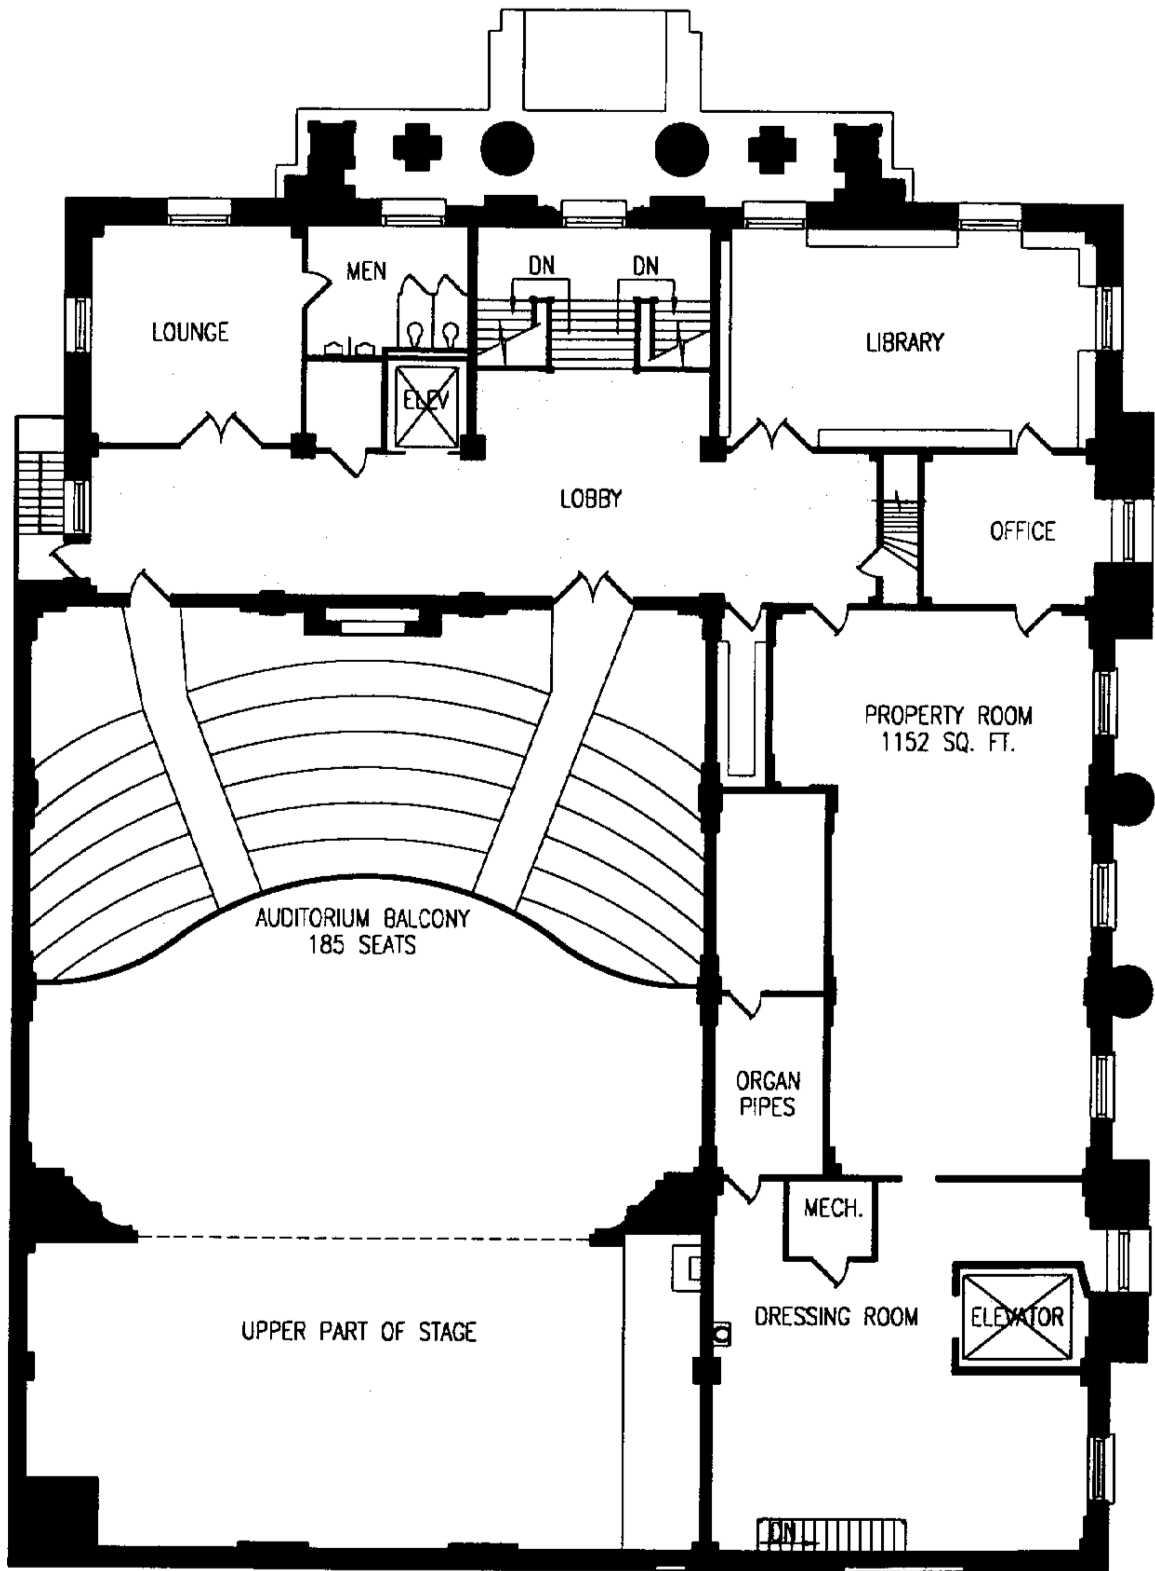 DN
DN
MEN
LOUNGE
LIBRARY
ELEV
LOBBY
OFFICE
PROPERTY ROOM
1152 SQ. FT.
AUDITORIUM BALCONY
185 SEATS
ORGAN
PIPES
MECH.
DRESSING ROOM
ELEVATOR
UPPER PART OF STAGE
DN